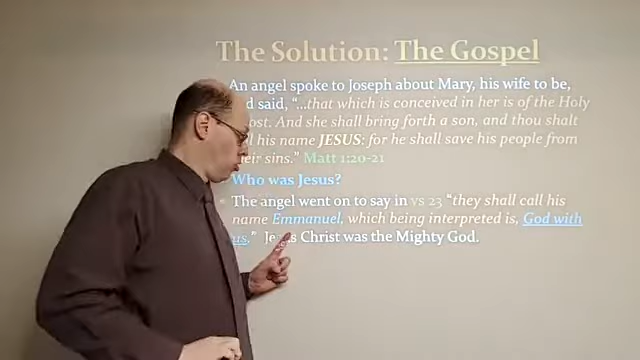 The Solution: The Gospel
An angel spoke to Joseph about Mary, his wife to be,
said, "...that which is conceived in her is of the Holy
And she shall bring forth a son, and thou shalt
his name JESUS: for he shall save his people from
sins." Matt 1:20-21
Who was Jesus?
The angel went on to say in vs 23 "they shall call his
name Emmanuel, which being interpreted is, God with
us." Jesus Christ was the Mighty God.